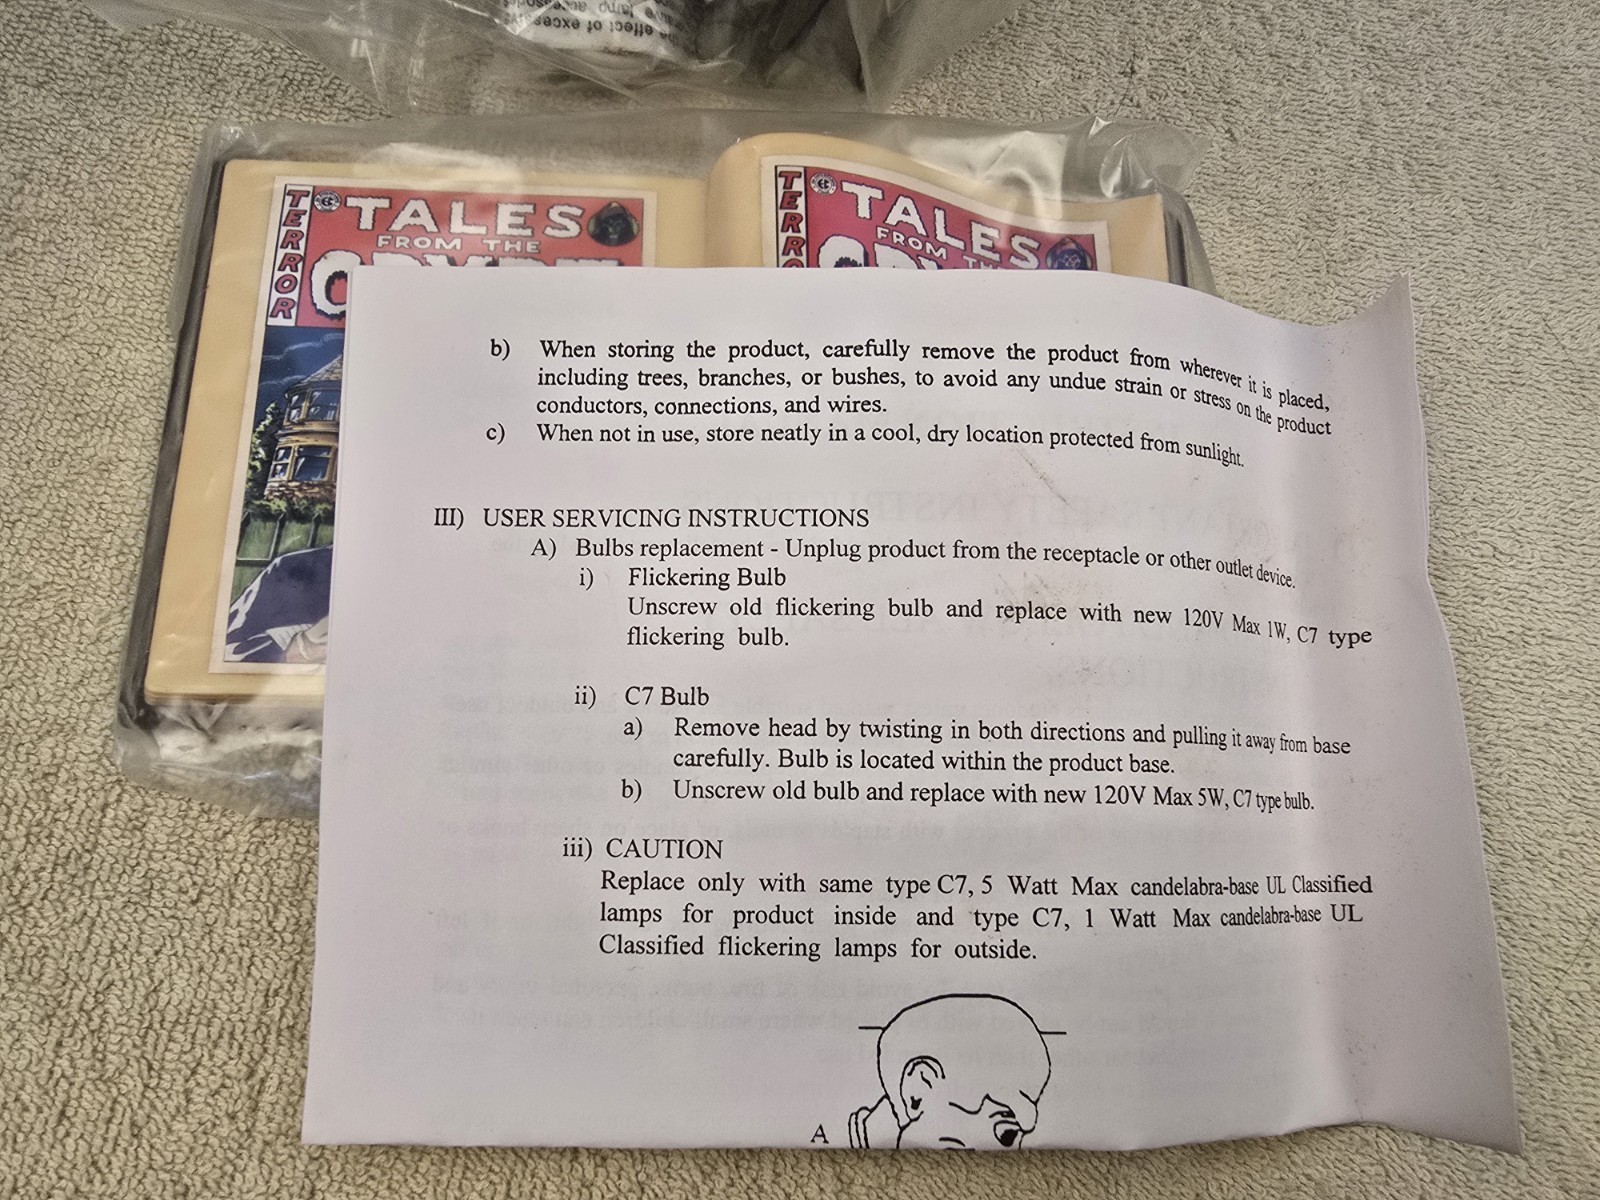 effect of
lamp
TERROR
TALES
FROM THE
TERROR
TALES
FROM THE
b) When storing the product, carefully remove the product from wherever it is placed,
including trees, branches, or bushes, to avoid any undue strain or stress on the product
conductors, connections, and wires.
c) When not in use, store neatly in a cool, dry location protected from sunlight.
III) USER SERVICING INSTRUCTIONS
A) Bulbs replacement - Unplug product from the receptacle or other outlet device.
i) Flickering Bulb
Unscrew old flickering bulb and replace with new 120V Max 1W, C7 type
flickering bulb.
ii) C7 Bulb
a) Remove head by twisting in both directions and pulling it away from base
carefully. Bulb is located within the product base.
b) Unscrew old bulb and replace with new 120V Max 5W, C7 type bulb.
iii) CAUTION
Replace only with same type C7, 5 Watt Max candelabra-base UL Classified
lamps for product inside and type C7, 1 Watt Max candelabra-base UL
Classified flickering lamps for outside.
A